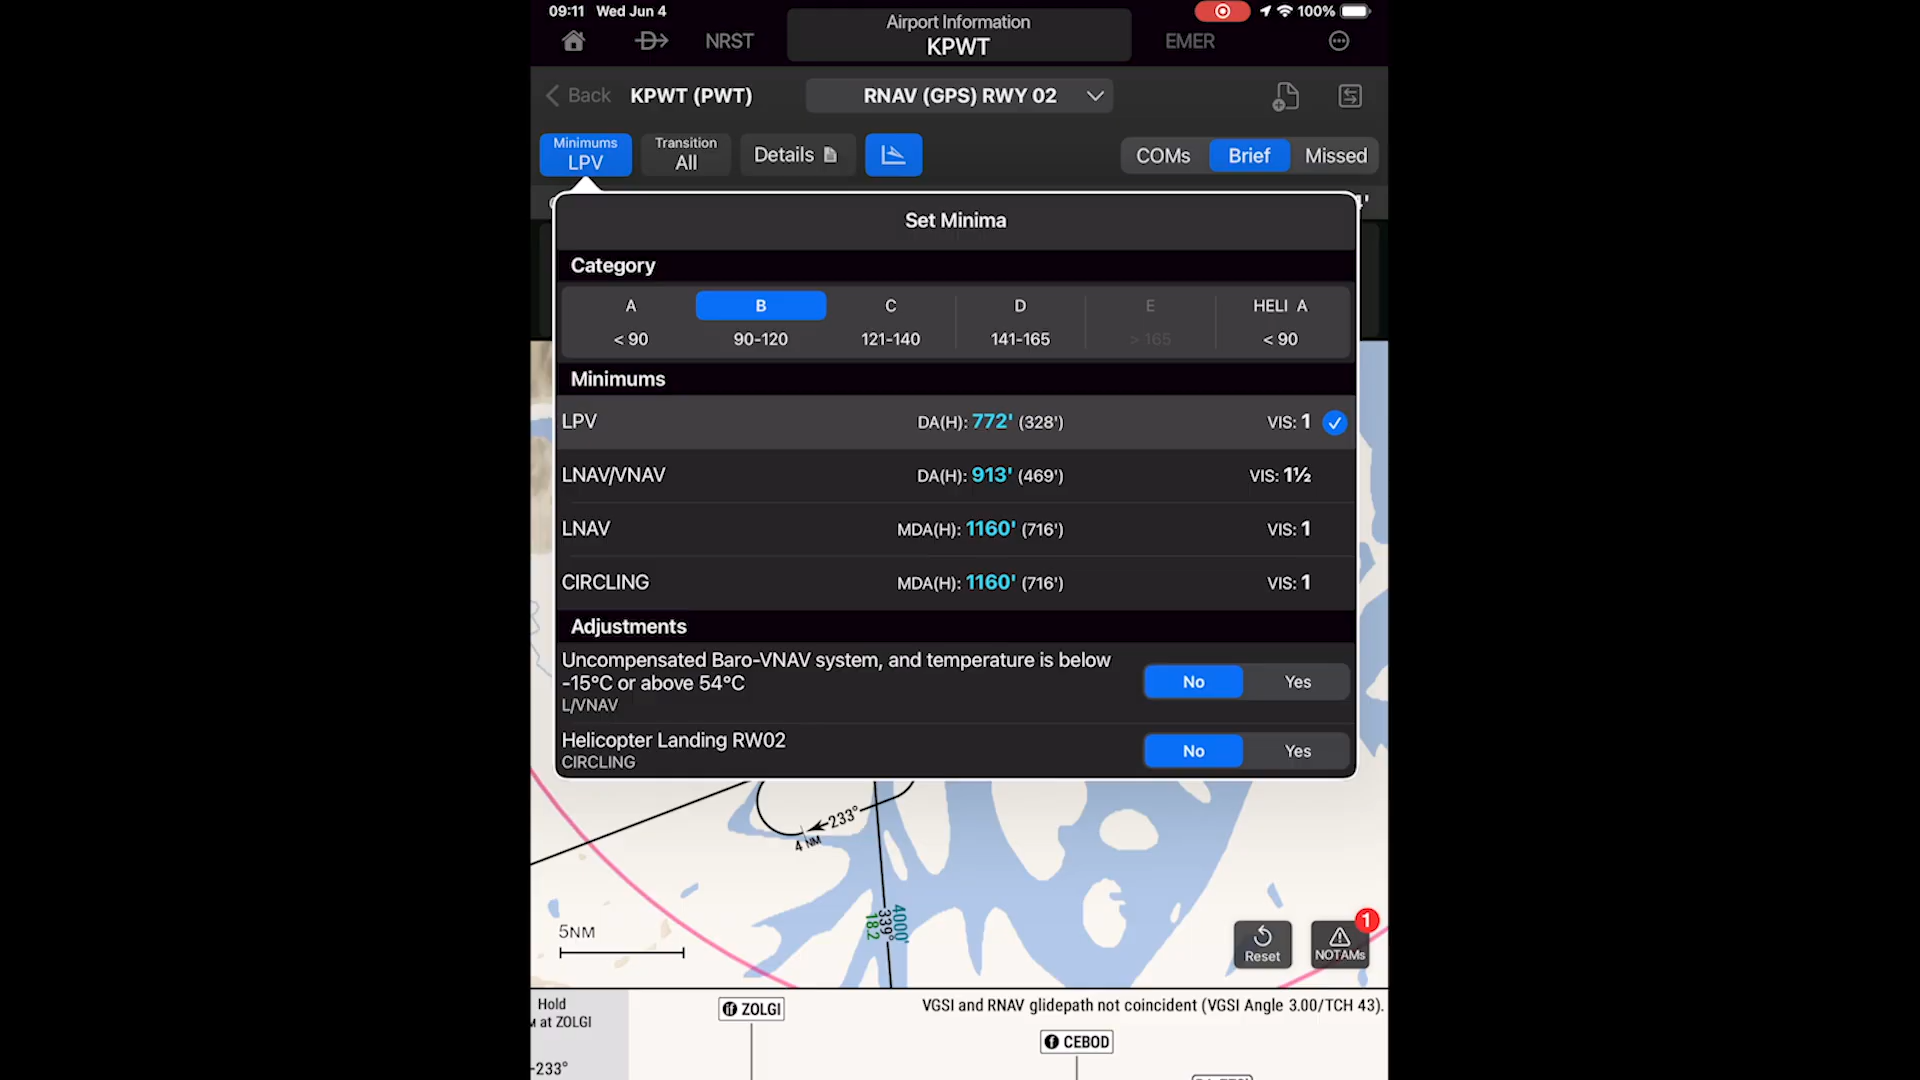 09:11 Wed Jun 4
100%
NRST
Airport Information
KPWT
EMER
Back
KPWT (PWT)
RNAV (GPS) RWY 02
Minimums
LPV
Transition
All
Details
COMs
Brief
Missed
Set Minima
Category
A B C D E HELI A
< 90 90-120 121-140 141-165 > 165 < 90
Minimums
LPV DA(H): 772' (328') VIS: 1
LNAV/VNAV DA(H): 913' (469') VIS: 1½
LNAV MDA(H): 1160' (716') VIS: 1
CIRCLING MDA(H): 1160' (716') VIS: 1
Adjustments
Uncompensated Baro-VNAV system, and temperature is below
-15°C or above 54°C
L/VNAV
No Yes
Helicopter Landing RW02
CIRCLING
No Yes
233°
4 NM
4000'
339°
18.2
5NM
Reset
1
NOTAMs
Hold
at ZOLGI
-233°
if ZOLGI
VGSI and RNAV glidepath not coincident (VGSI Angle 3.00/TCH 43).
f CEBOD